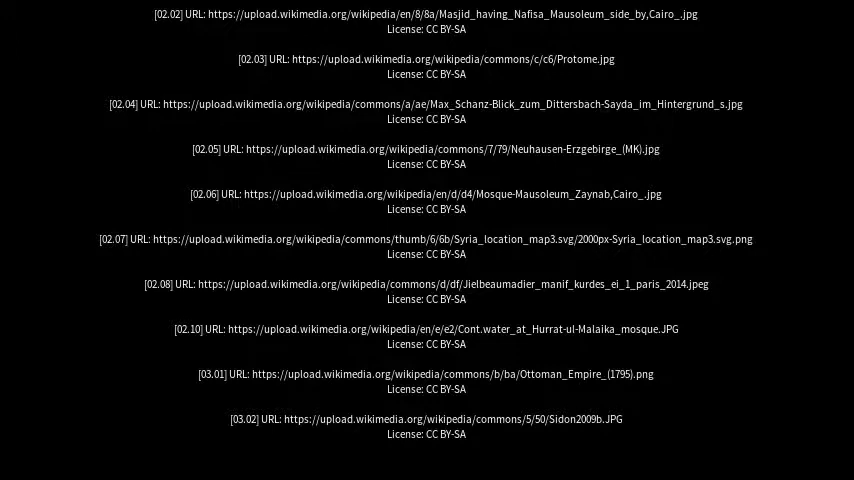 [02.02] URL: https://upload.wikimedia.org/wikipedia/en/8/8a/Masjid_having_Nafisa_Mausoleum_side_by,Cairo_.jpg
License: CC BY-SA
[02.03] URL: https://upload.wikimedia.org/wikipedia/commons/c/c6/Protome.jpg
License: CC BY-SA
[02.04] URL: https://upload.wikimedia.org/wikipedia/commons/a/ae/Max_Schanz-Blick_zum_Dittersbach-Sayda_im_Hintergrund_s.jpg
License: CC BY-SA
[02.05] URL: https://upload.wikimedia.org/wikipedia/commons/7/79/Neuhausen-Erzgebirge_(MK).jpg
License: CC BY-SA
[02.06] URL: https://upload.wikimedia.org/wikipedia/en/d/d4/Mosque-Mausoleum_Zaynab,Cairo_.jpg
License: CC BY-SA
[02.07] URL: https://upload.wikimedia.org/wikipedia/commons/thumb/6/6b/Syria_location_map3.svg/2000px-Syria_location_map3.svg.png
License: CC BY-SA
[02.08] URL: https://upload.wikimedia.org/wikipedia/commons/d/df/Jielbeaumadier_manif_kurdes_ei_1_paris_2014.jpeg
License: CC BY-SA
[02.10] URL: https://upload.wikimedia.org/wikipedia/en/e/e2/Cont.water_at_Hurrat-ul-Malaika_mosque.JPG
License: CC BY-SA
[03.01] URL: https://upload.wikimedia.org/wikipedia/commons/b/ba/Ottoman_Empire_(1795).png
License: CC BY-SA
[03.02] URL: https://upload.wikimedia.org/wikipedia/commons/5/50/Sidon2009b.JPG
License: CC BY-SA